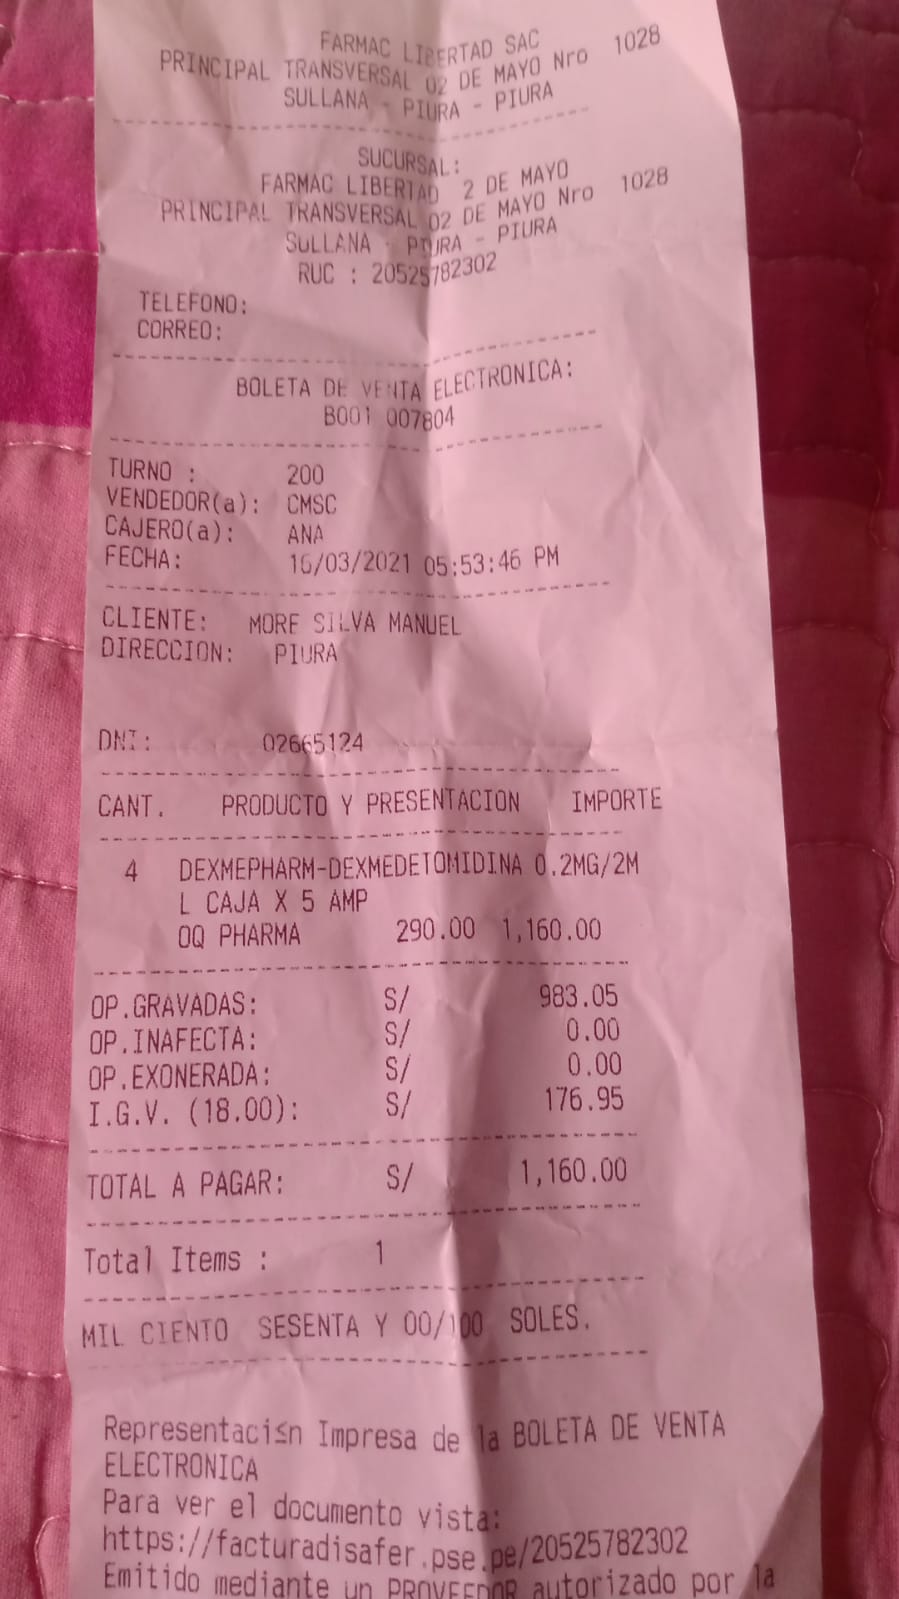 FARMAC LIBERTAD SAC
PRINCIPAL TRANSVERSAL 02 DE MAYO Nro 1028
SULLANA - PIURA - PIURA
SUCURSAL:
FARMAC LIBERTAD 2 DE MAYO
PRINCIPAL TRANSVERSAL 02 DE MAYO Nro 1028
SULLANA - PIURA - PIURA
RUC : 20525782302
TELEFONO:
CORREO:
BOLETA DE VENTA ELECTRONICA:
B001 007804
TURNO : 200
VENDEDOR(a): CMSC
CAJERO(a): ANA
FECHA: 16/03/2021 05:53:46 PM
CLIENTE: MORE SILVA MANUEL
DIRECCION: PIURA
DNI: 02665124
CANT. PRODUCTO Y PRESENTACION IMPORTE
4 DEXMEPHARM-DEXMEDETOMIDINA 0.2MG/2M
L CAJA X 5 AMP
OQ PHARMA 290.00 1,160.00
OP.GRAVADAS: S/ 983.05
OP.INAFECTA: S/ 0.00
OP.EXONERADA: S/ 0.00
I.G.V. (18.00): S/ 176.95
TOTAL A PAGAR: S/ 1,160.00
Total Items : 1
MIL CIENTO SESENTA Y 00/100 SOLES.
Representaci≤n Impresa de la BOLETA DE VENTA
ELECTRONICA
Para ver el documento vista:
https://facturadisafer.pse.pe/20525782302
Emitido mediante un PROVEEDOR autorizado por la